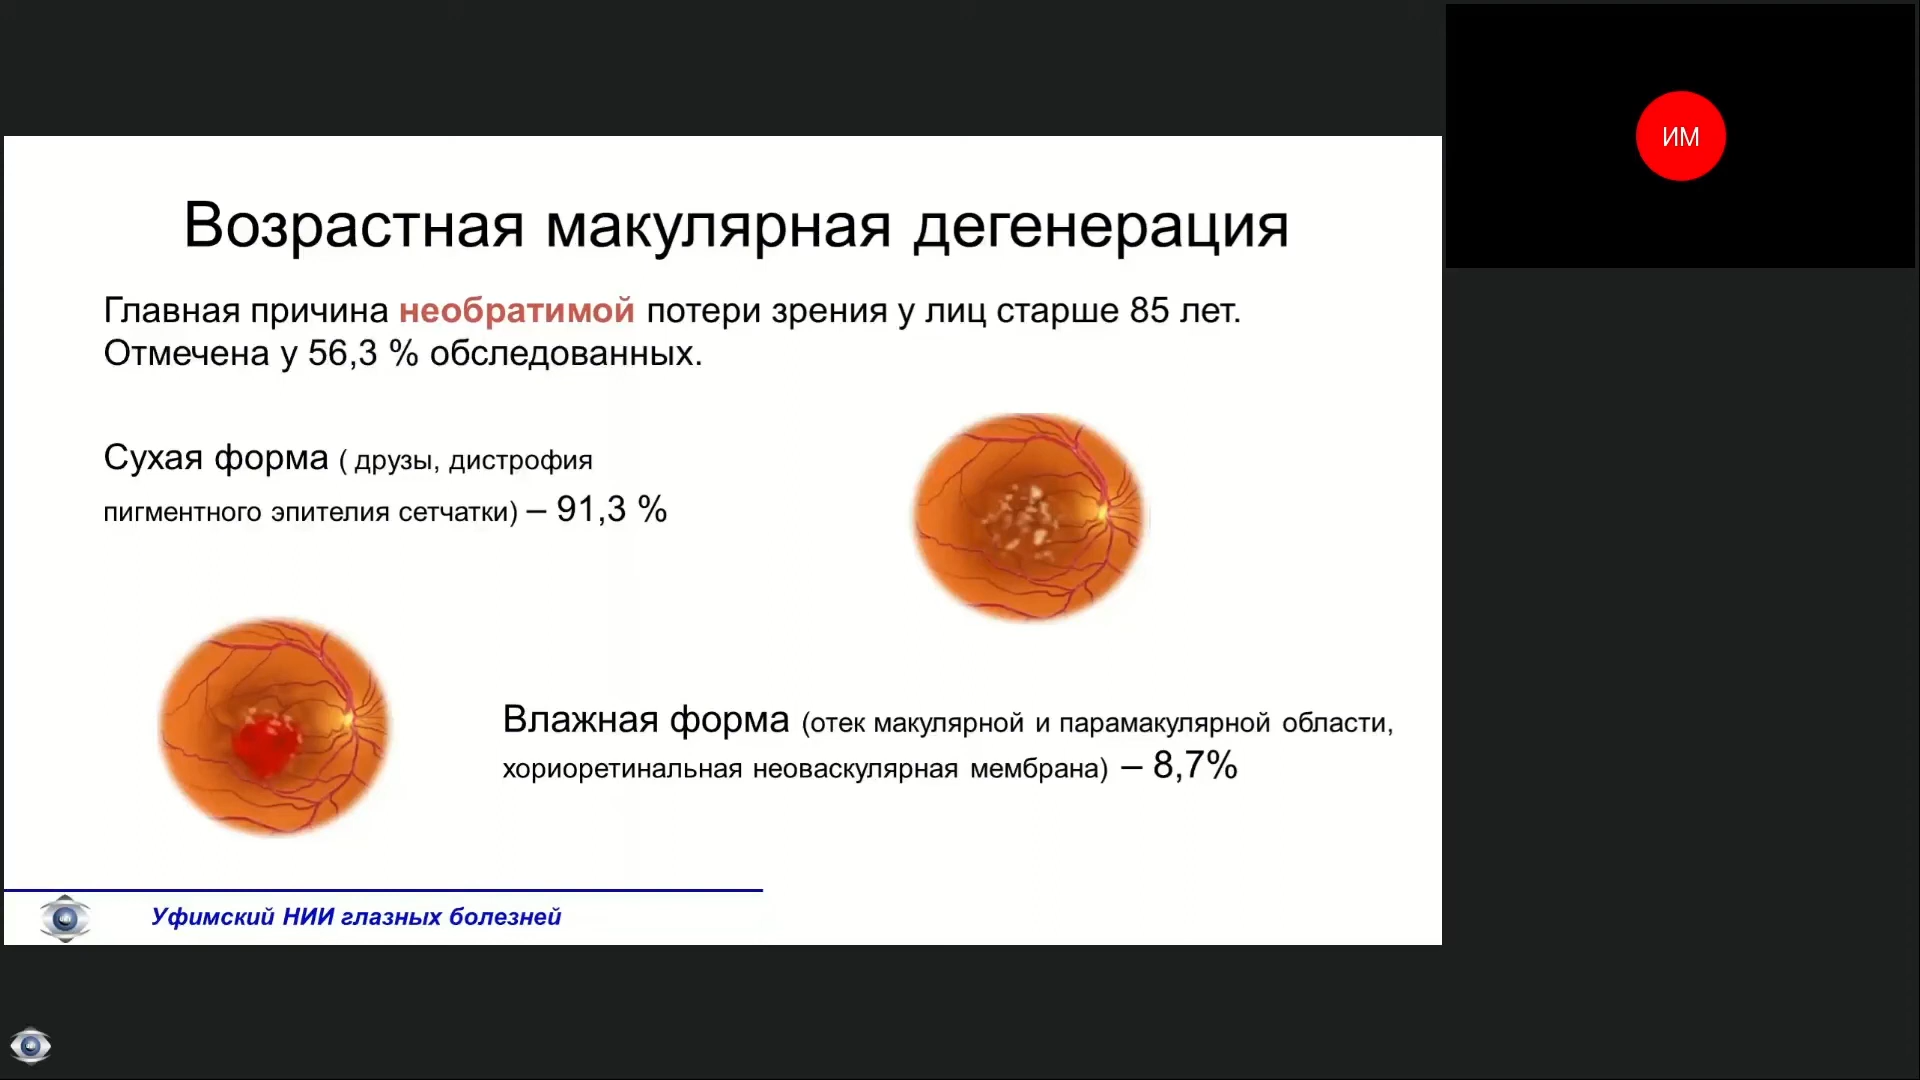 ИМ
Возрастная макулярная дегенерация
Главная причина необратимой потери зрения у лиц старше 85 лет.
Отмечена у 56,3 % обследованных.
Сухая форма ( друзы, дистрофия
пигментного эпителия сетчатки) – 91,3 %
Влажная форма (отек макулярной и парамакулярной области,
хориоретинальная неоваскулярная мембрана) – 8,7%
Уфимский НИИ глазных болезней